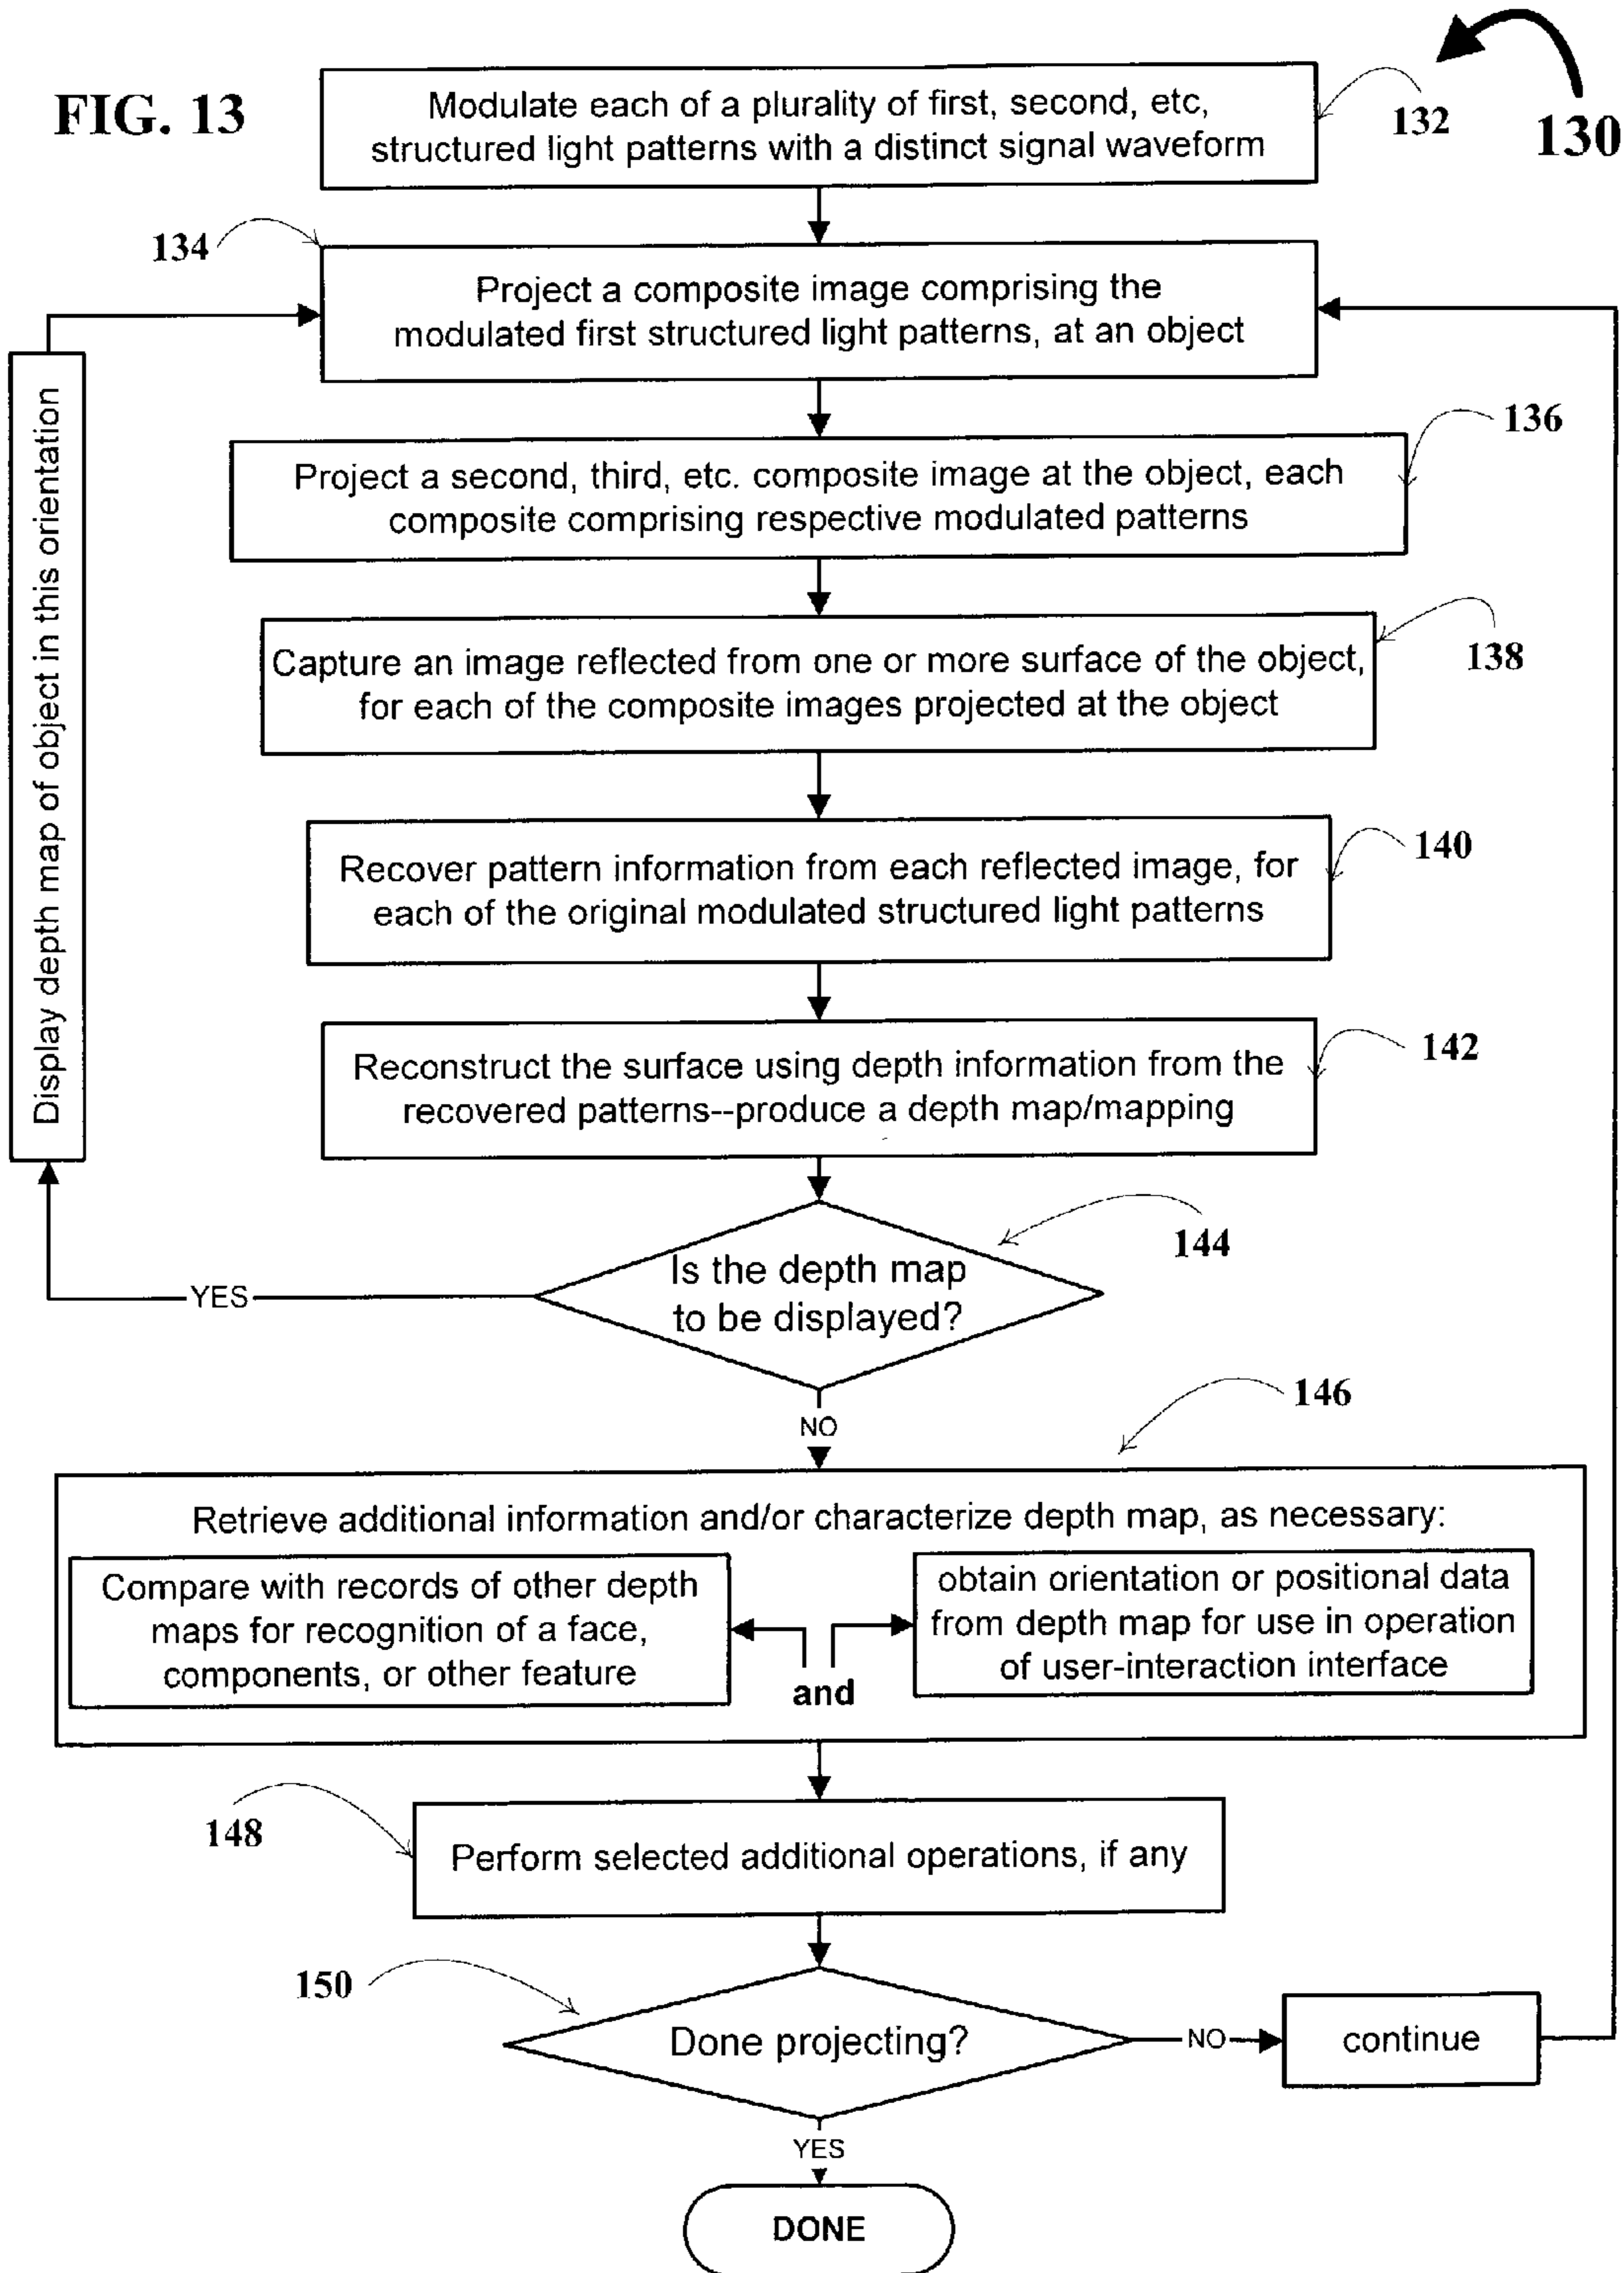 FIG. 13
130
Modulate each of a plurality of first, second, etc,
structured light patterns with a distinct signal waveform
132
134
Project a composite image comprising the
modulated first structured light patterns, at an object
136
Project a second, third, etc. composite image at the object, each
composite comprising respective modulated patterns
138
Capture an image reflected from one or more surface of the object,
for each of the composite images projected at the object
140
Recover pattern information from each reflected image, for
each of the original modulated structured light patterns
142
Reconstruct the surface using depth information from the
recovered patterns--produce a depth map/mapping
144
Is the depth map
to be displayed?
YES
Display depth map of object in this orientation
NO
146
Retrieve additional information and/or characterize depth map, as necessary:
Compare with records of other depth
maps for recognition of a face,
components, or other feature
and
obtain orientation or positional data
from depth map for use in operation
of user-interaction interface
148
Perform selected additional operations, if any
150
Done projecting?
NO
continue
YES
DONE